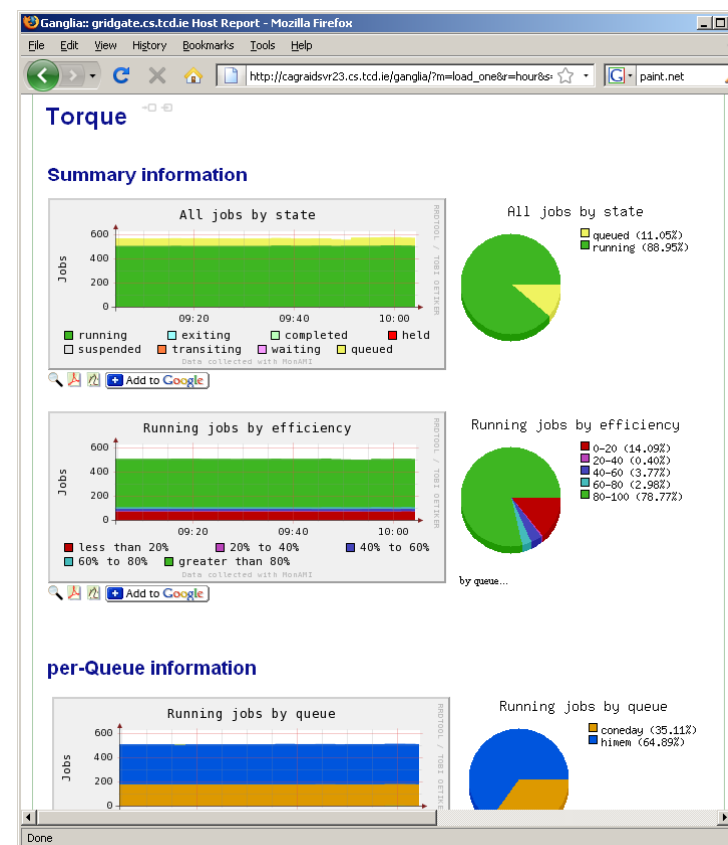 Ganglia:: gridgate.cs.tcd.ie Host Report - Mozilla Firefox
File Edit View History Bookmarks Tools Help
http://cagraidsvr23.cs.tcd.ie/ganglia/?m=load_one&r=hour&s=
G paint.net
Torque
Summary information
All jobs by state
Jobs
600
400
200
0
09:20 09:40 10:00
running exiting completed held
suspended transiting waiting queued
Data collected with MonAMI
RRDTOOL / TOBI OETIKER
All jobs by state
queued (11.05%)
running (88.95%)
Add to Google
Running jobs by efficiency
Jobs
600
400
200
0
09:20 09:40 10:00
less than 20% 20% to 40% 40% to 60%
60% to 80% greater than 80%
Data collected with MonAMI
RRDTOOL / TOBI OETIKER
Running jobs by efficiency
0-20 (14.09%)
20-40 (0.40%)
40-60 (3.77%)
60-80 (2.98%)
80-100 (78.77%)
by queue...
Add to Google
per-Queue information
Running jobs by queue
Jobs
600
400
200
0
RRDTOOL / TOBI OETIKE
Running jobs by queue
coneday (35.11%)
himem (64.89%)
Done